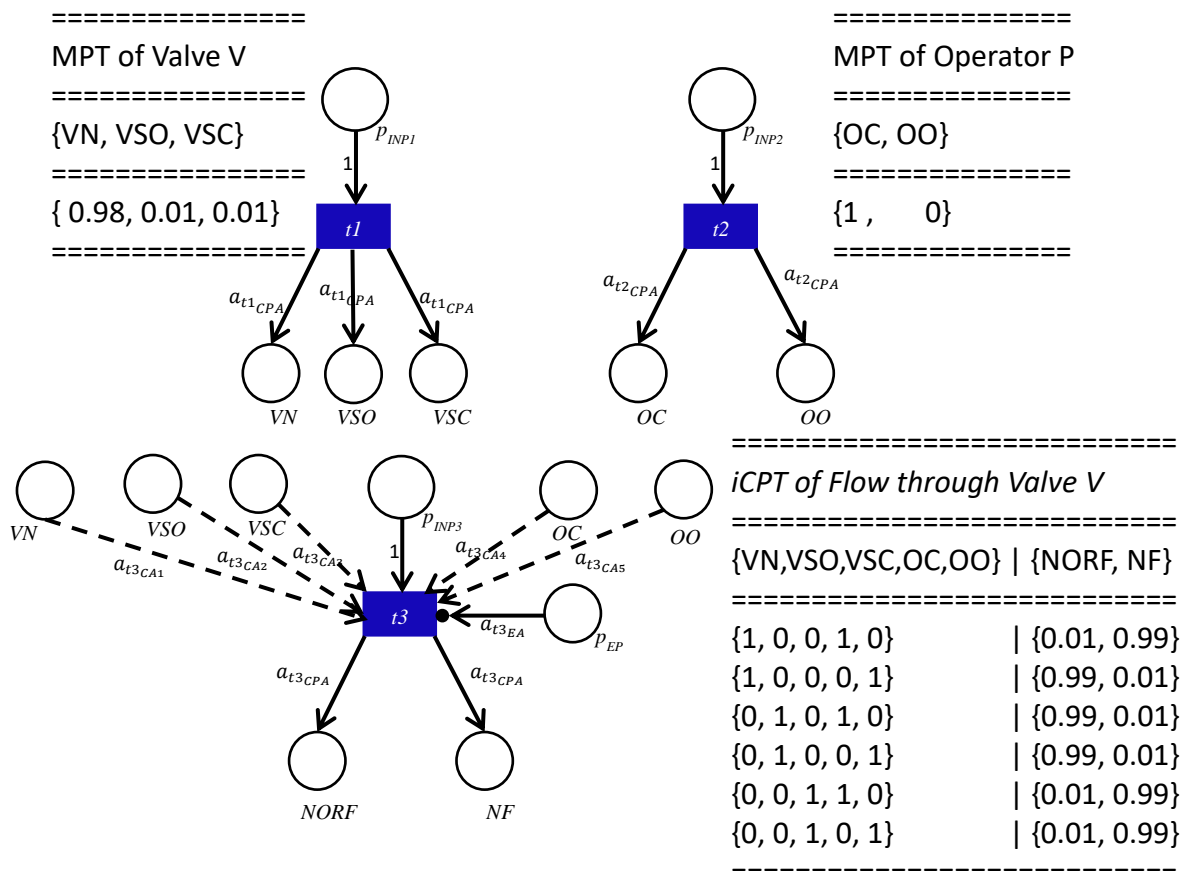 ================
MPT of Valve V
================
{VN, VSO, VSC}
================
{ 0.98, 0.01, 0.01}
================
p_INP1
1
t1
a_t1_CPA
a_t1_CPA
a_t1_CPA
VN
VSO
VSC
===============
MPT of Operator P
===============
{OC, OO}
===============
{1 , 0}
===============
p_INP2
1
t2
a_t2_CPA
a_t2_CPA
OC
OO
VN
VSO
VSC
p_INP3
OC
OO
a_t3_CA1
a_t3_CA2
a_t3_CA3
1
a_t3_CA4
a_t3_CA5
t3
a_t3_EA
p_EP
a_t3_CPA
a_t3_CPA
NORF
NF
============================
iCPT of Flow through Valve V
============================
{VN,VSO,VSC,OC,OO} | {NORF, NF}
============================
{1, 0, 0, 1, 0} | {0.01, 0.99}
{1, 0, 0, 0, 1} | {0.99, 0.01}
{0, 1, 0, 1, 0} | {0.99, 0.01}
{0, 1, 0, 0, 1} | {0.99, 0.01}
{0, 0, 1, 1, 0} | {0.01, 0.99}
{0, 0, 1, 0, 1} | {0.01, 0.99}
============================